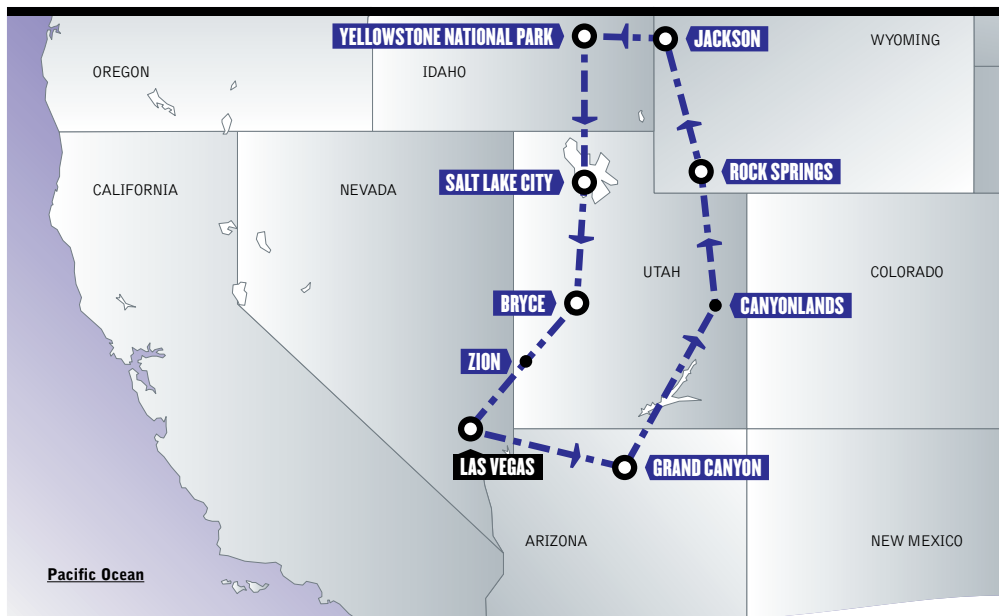 YELLOWSTONE NATIONAL PARK
JACKSON
WYOMING
OREGON
IDAHO
ROCK SPRINGS
SALT LAKE CITY
CALIFORNIA
NEVADA
UTAH
COLORADO
BRYCE
CANYONLANDS
ZION
LAS VEGAS
GRAND CANYON
ARIZONA
NEW MEXICO
Pacific Ocean